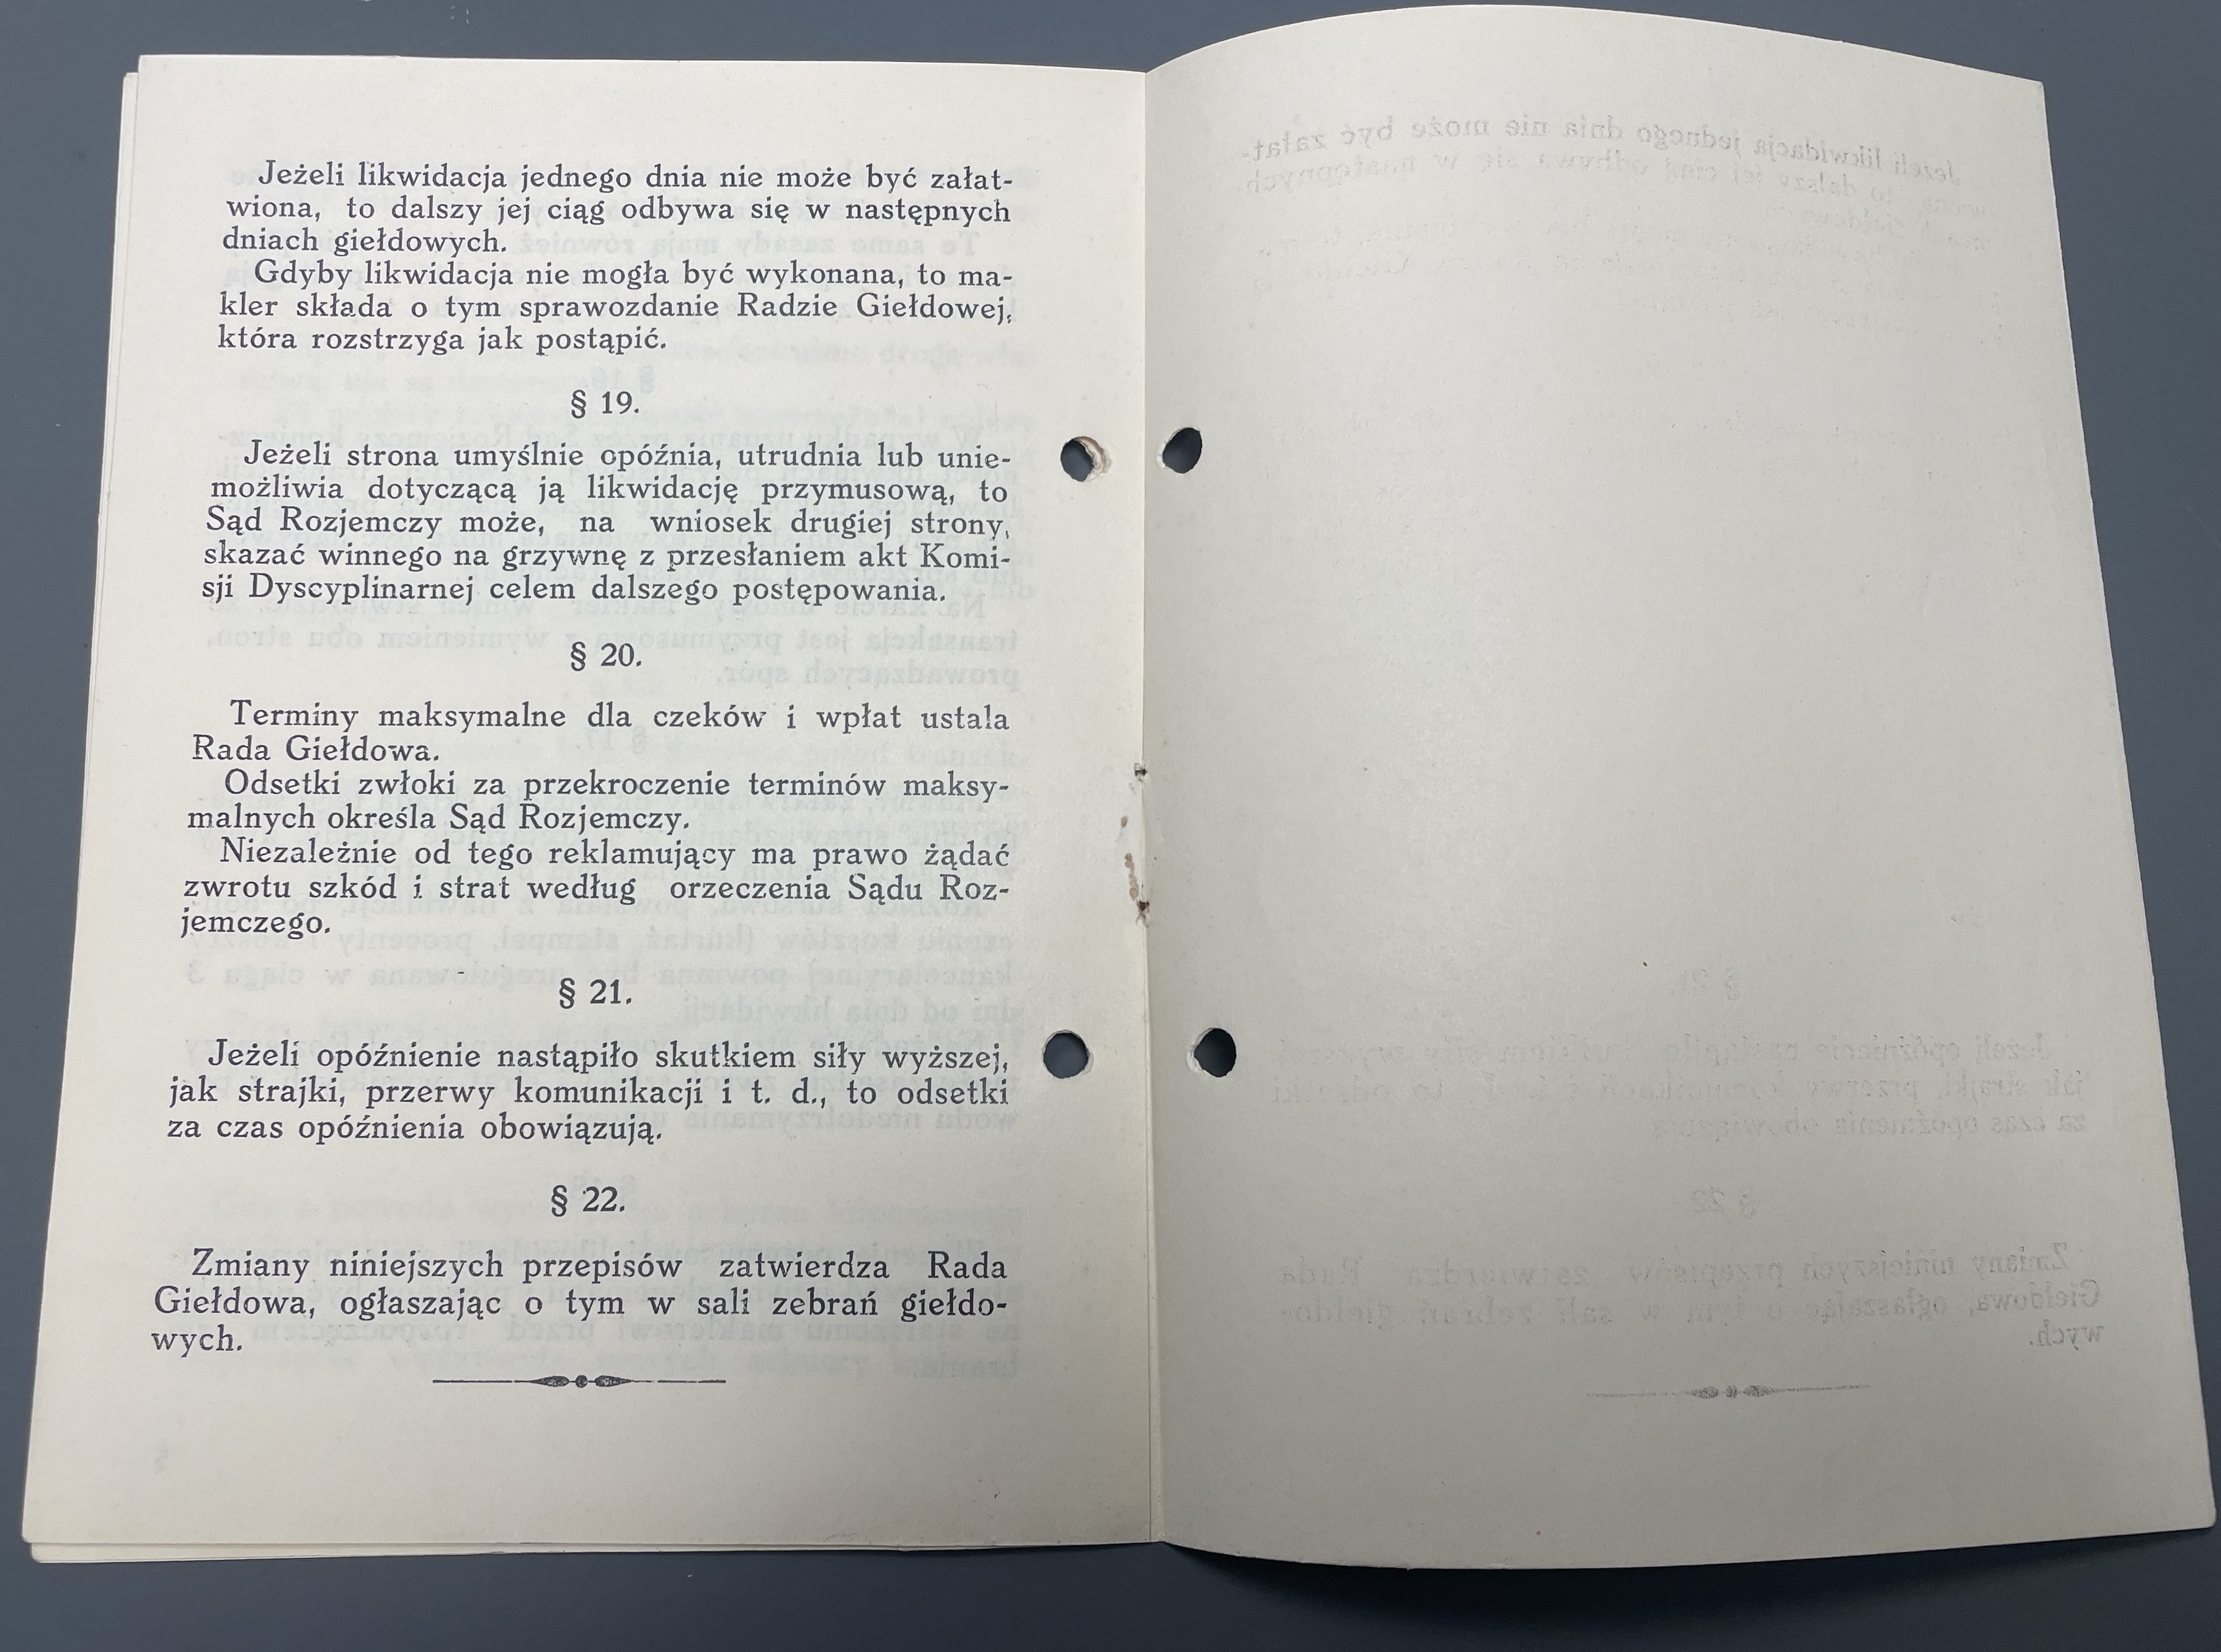 Jeżeli likwidacja jednego dnia nie może być załat-
wiona, to dalszy jej ciąg odbywa się w następnych
dniach giełdowych.
Gdyby likwidacja nie mogła być wykonana, to ma-
kler składa o tym sprawozdanie Radzie Giełdowej,
która rozstrzyga jak postąpić.
§ 19.
Jeżeli strona umyślnie opóźnia, utrudnia lub unie-
możliwia dotyczącą ją likwidację przymusową, to
Sąd Rozjemczy może, na wniosek drugiej strony,
skazać winnego na grzywnę z przesłaniem akt Komi-
sji Dyscyplinarnej celem dalszego postępowania.
§ 20.
Terminy maksymalne dla czeków i wpłat ustala
Rada Giełdowa.
Odsetki zwłoki za przekroczenie terminów maksy-
malnych określa Sąd Rozjemczy.
Niezależnie od tego reklamujący ma prawo żądać
zwrotu szkód i strat według orzeczenia Sądu Roz-
jemczego.
§ 21.
Jeżeli opóźnienie nastąpiło skutkiem siły wyższej,
jak strajki, przerwy komunikacji i t. d., to odsetki
za czas opóźnienia obowiązują.
§ 22.
Zmiany niniejszych przepisów zatwierdza Rada
Giełdowa, ogłaszając o tym w sali zebrań giełdo-
wych.